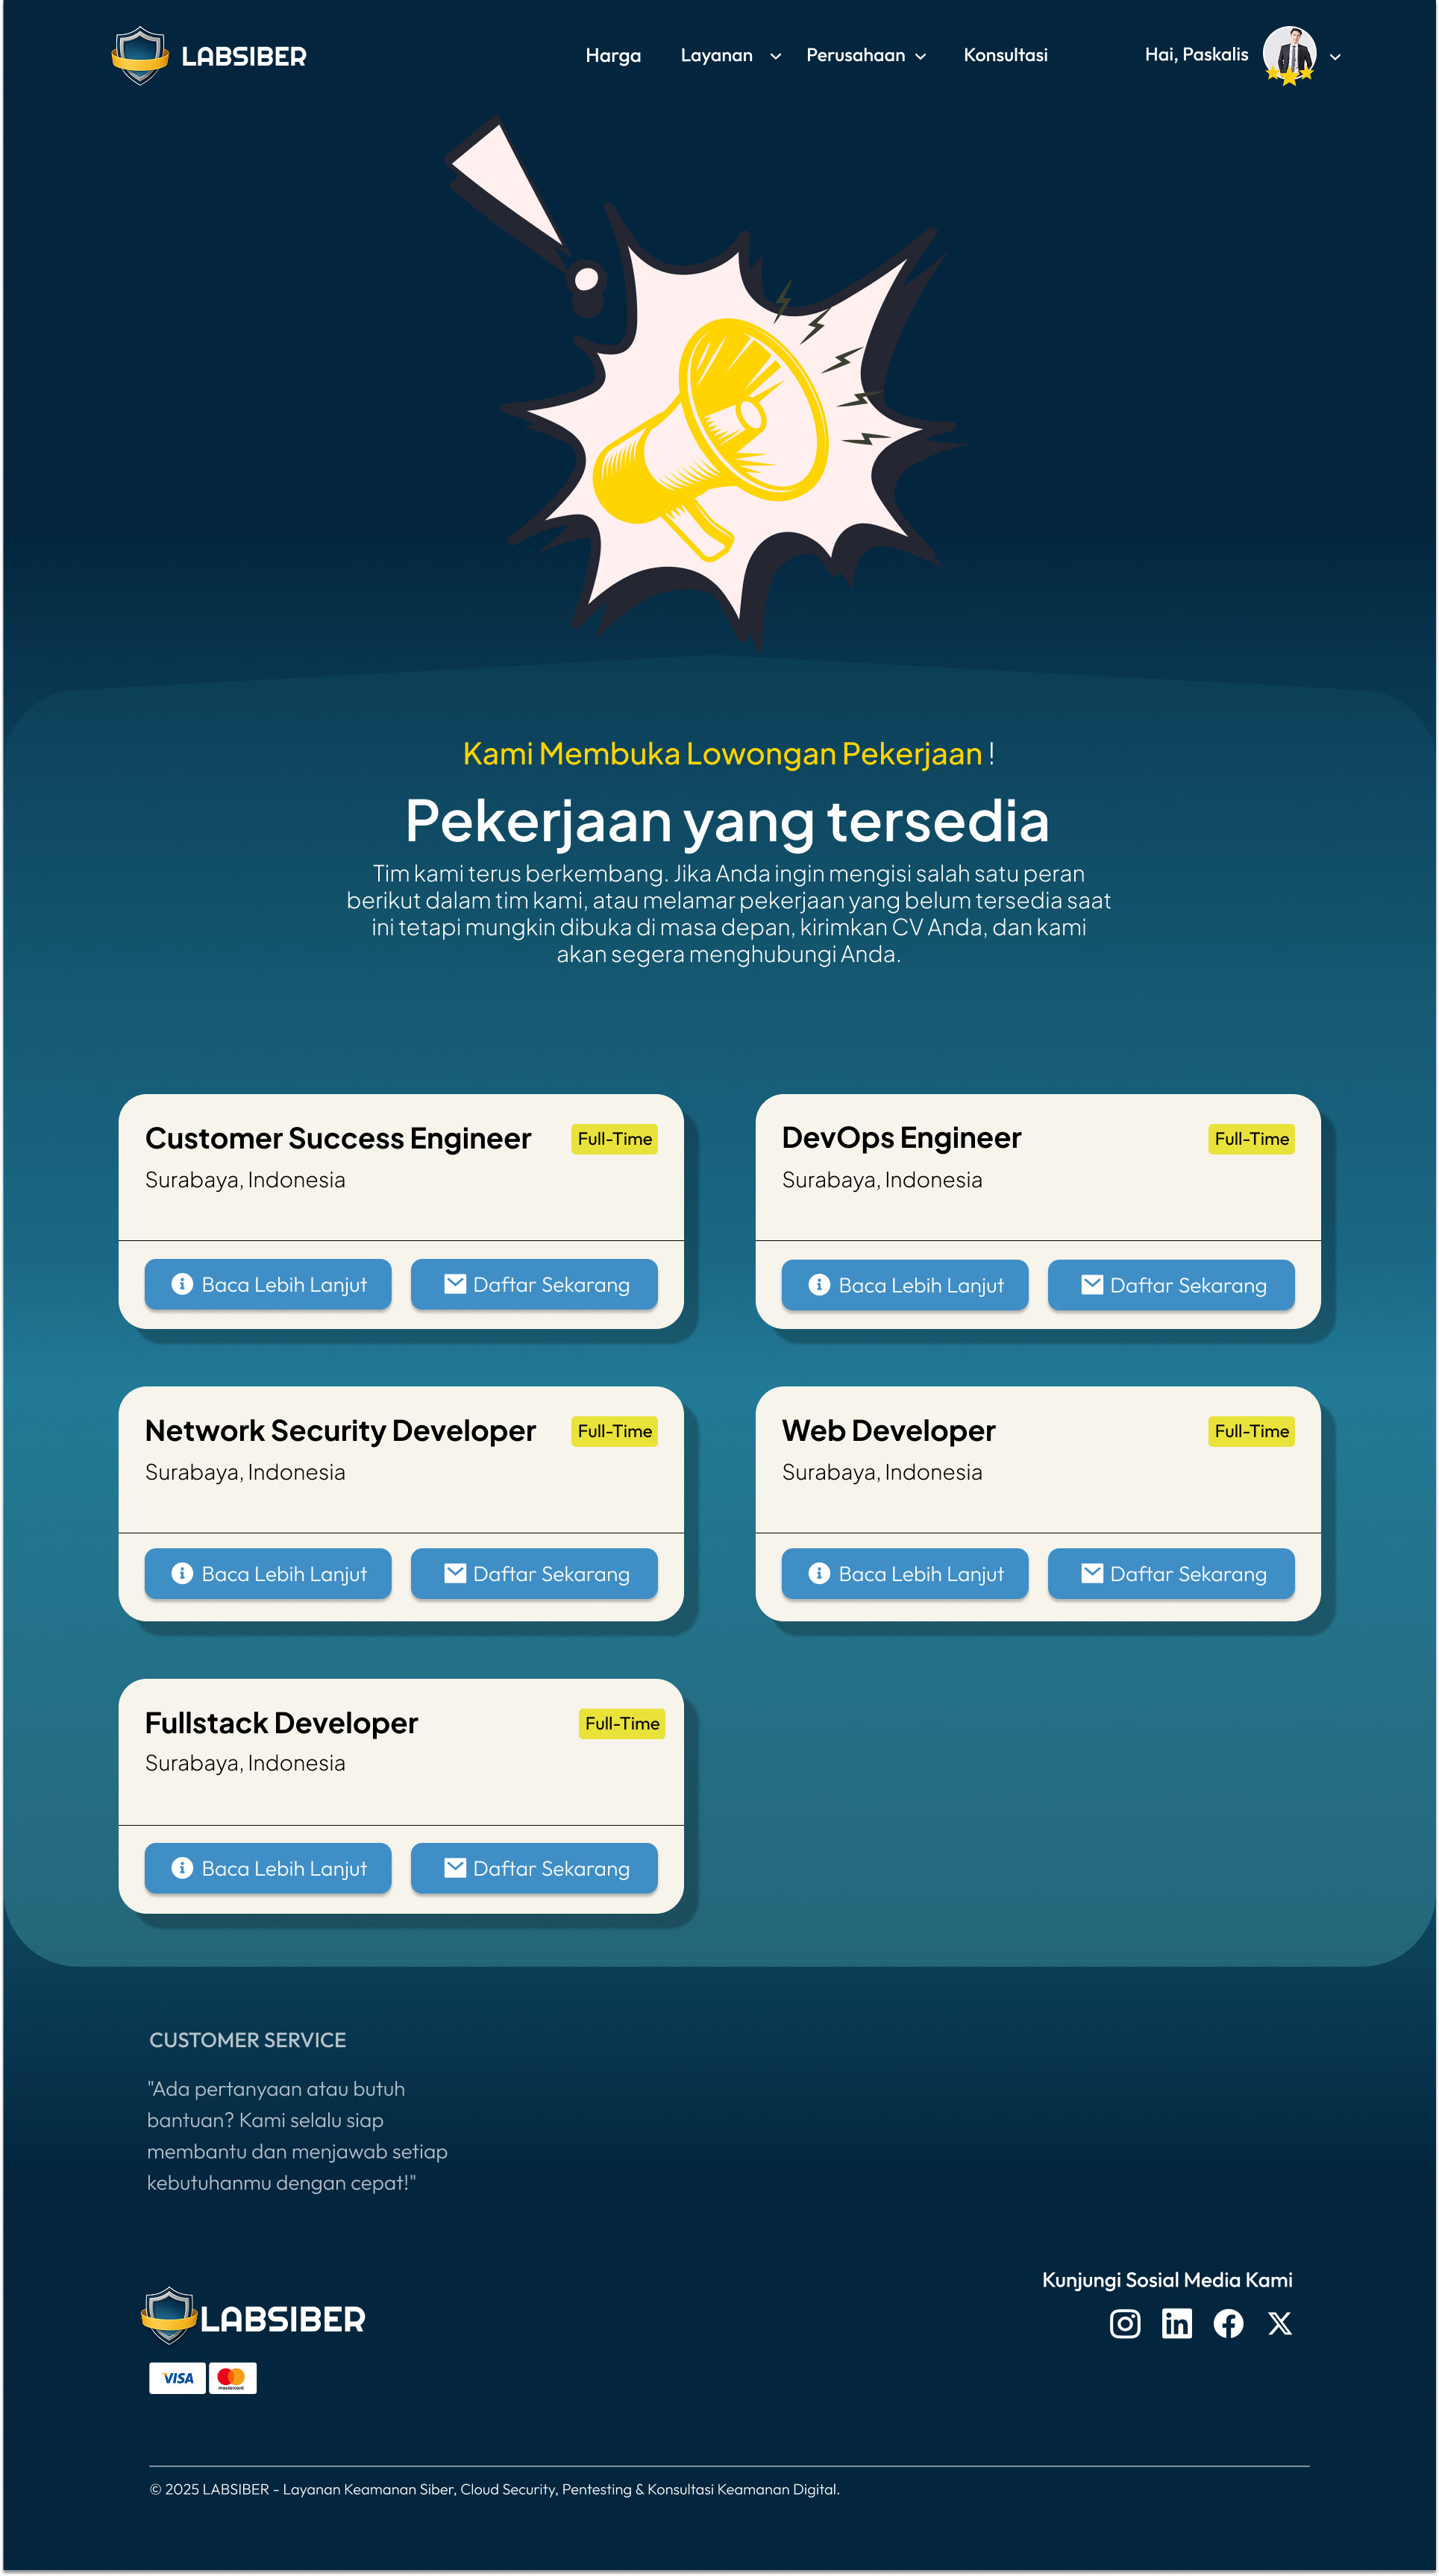 LABSIBER
Harga Layanan Perusahaan Konsultasi Hai, Paskalis
Kami Membuka Lowongan Pekerjaan !
Pekerjaan yang tersedia
Tim kami terus berkembang. Jika Anda ingin mengisi salah satu peran
berikut dalam tim kami, atau melamar pekerjaan yang belum tersedia saat
ini tetapi mungkin dibuka di masa depan, kirimkan CV Anda, dan kami
akan segera menghubungi Anda.
Customer Success Engineer Full-Time
Surabaya, Indonesia
Baca Lebih Lanjut Daftar Sekarang
DevOps Engineer Full-Time
Surabaya, Indonesia
Baca Lebih Lanjut Daftar Sekarang
Network Security Developer Full-Time
Surabaya, Indonesia
Baca Lebih Lanjut Daftar Sekarang
Web Developer Full-Time
Surabaya, Indonesia
Baca Lebih Lanjut Daftar Sekarang
Fullstack Developer Full-Time
Surabaya, Indonesia
Baca Lebih Lanjut Daftar Sekarang
CUSTOMER SERVICE
"Ada pertanyaan atau butuh
bantuan? Kami selalu siap
membantu dan menjawab setiap
kebutuhanmu dengan cepat!"
Kunjungi Sosial Media Kami
LABSIBER
VISA mastercard
© 2025 LABSIBER - Layanan Keamanan Siber, Cloud Security, Pentesting & Konsultasi Keamanan Digital.